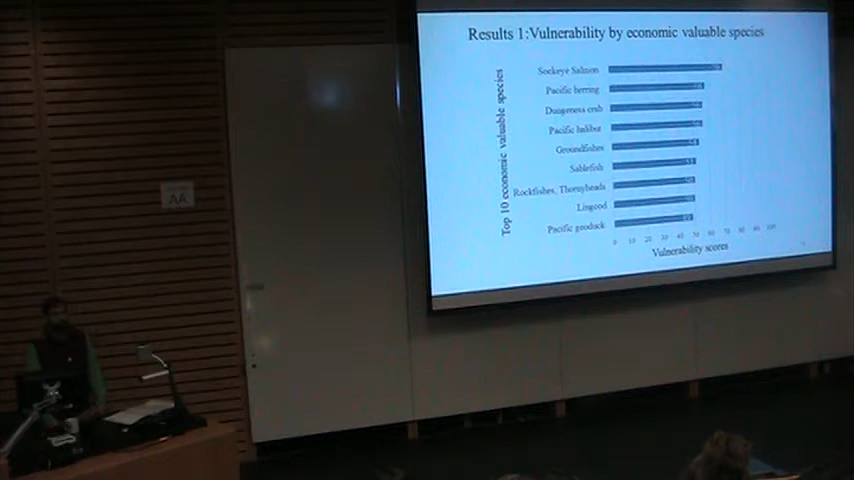 Results 1:Vulnerability by economic valuable species
Top 10 economic valuable species
Sockeye Salmon
Pacific herring
Dungeness crab
Pacific halibut
Groundfishes
Sablefish
Rockfishes, Thornyheads
Lingcod
Pacific geoduck
0 10 20 30 40 50 60 70 80 90 100
Vulnerability scores
AA